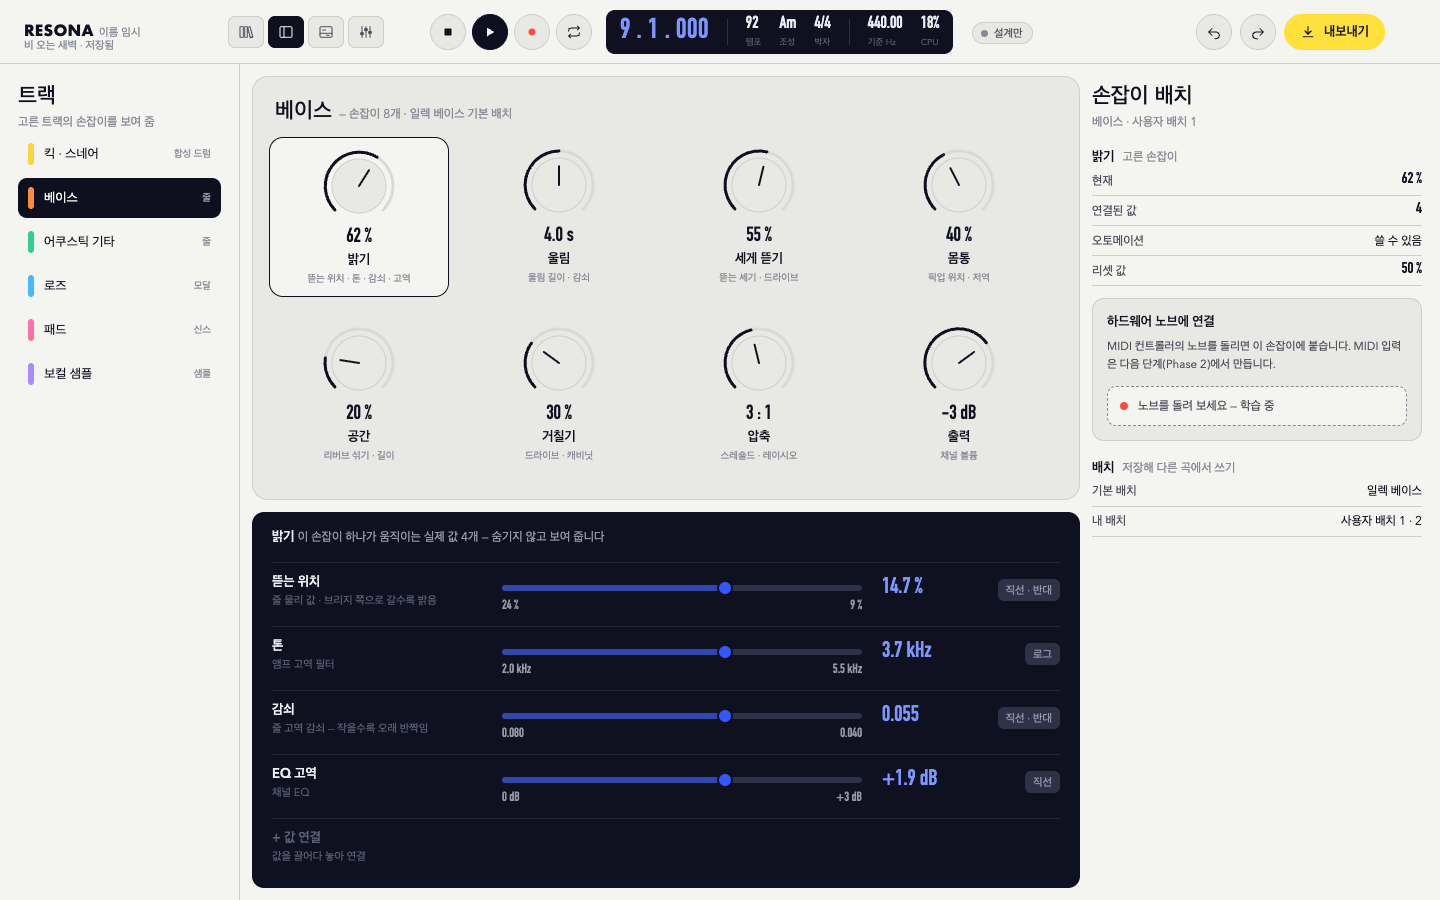 RESONA 이름 임시
비 오는 새벽 · 저장됨
9.1.000
92 Am 4/4 440.00 18%
템포 조성 박자 기준 Hz CPU
설계만
내보내기
트랙
고른 트랙의 손잡이를 보여 줌
킥 · 스네어 합성 드럼
베이스 줄
어쿠스틱 기타 줄
로즈 모달
패드 신스
보컬 샘플 샘플
베이스 – 손잡이 8개 · 일렉 베이스 기본 배치
62 % 4.0 s 55 % 40 %
밝기 울림 세게 뜯기 몸통
뜯는 위치 · 톤 · 감쇠 · 고역 울림 길이 · 감쇠 뜯는 세기 · 드라이브 픽업 위치 · 저역
20 % 30 % 3 : 1 -3 dB
공간 거칠기 압축 출력
리버브 섞기 · 길이 드라이브 · 캐비닛 스레숄드 · 레이시오 채널 볼륨
밝기 이 손잡이 하나가 움직이는 실제 값 4개 – 숨기지 않고 보여 줍니다
뜯는 위치 14.7 % 직선 · 반대
줄 물리 값 · 브리지 쪽으로 갈수록 밝음
24 % 9 %
톤 3.7 kHz 로그
앰프 고역 필터
2.0 kHz 5.5 kHz
감쇠 0.055 직선 · 반대
줄 고역 감쇠 – 작을수록 오래 반짝임
0.080 0.040
EQ 고역 +1.9 dB 직선
채널 EQ
0 dB +3 dB
+ 값 연결
값을 끌어다 놓아 연결
손잡이 배치
베이스 · 사용자 배치 1
밝기 고른 손잡이
현재 62 %
연결된 값 4
오토메이션 쓸 수 있음
리셋 값 50 %
하드웨어 노브에 연결
MIDI 컨트롤러의 노브를 돌리면 이 손잡이에 붙습니다. MIDI 입력
은 다음 단계(Phase 2)에서 만듭니다.
노브를 돌려 보세요 – 학습 중
배치 저장해 다른 곡에서 쓰기
기본 배치 일렉 베이스
내 배치 사용자 배치 1 · 2